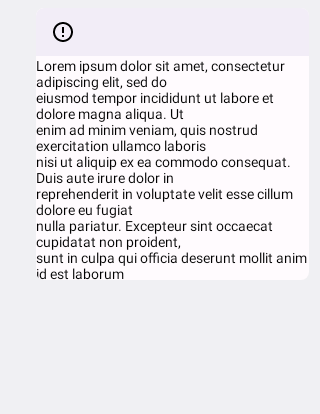 Lorem ipsum dolor sit amet, consectetur
adipiscing elit, sed do
eiusmod tempor incididunt ut labore et
dolore magna aliqua. Ut
enim ad minim veniam, quis nostrud
exercitation ullamco laboris
nisi ut aliquip ex ea commodo consequat.
Duis aute irure dolor in
reprehenderit in voluptate velit esse cillum
dolore eu fugiat
nulla pariatur. Excepteur sint occaecat
cupidatat non proident,
sunt in culpa qui officia deserunt mollit anim
id est laborum